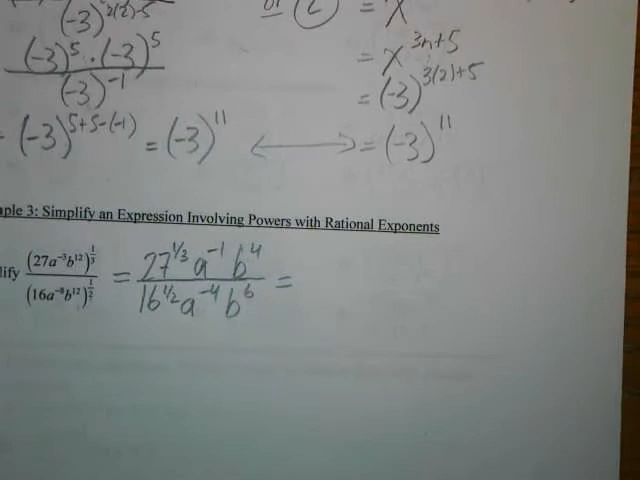 (-3)^2(2)-5 or 2 = x
(-3)^5 · (-3)^5 = x^3n+5
(-3)^-1 = (-3)^3(2)+5
= (-3)^5+5-(-1) = (-3)^11 ⟷ = (-3)^11
ple 3: Simplify an Expression Involving Powers with Rational Exponents
lify (27a^-3b^12)^1/3 / (16a^-8b^12)^1/2 = 27^1/3 a^-1 b^4 / 16^1/2 a^-4 b^6 =